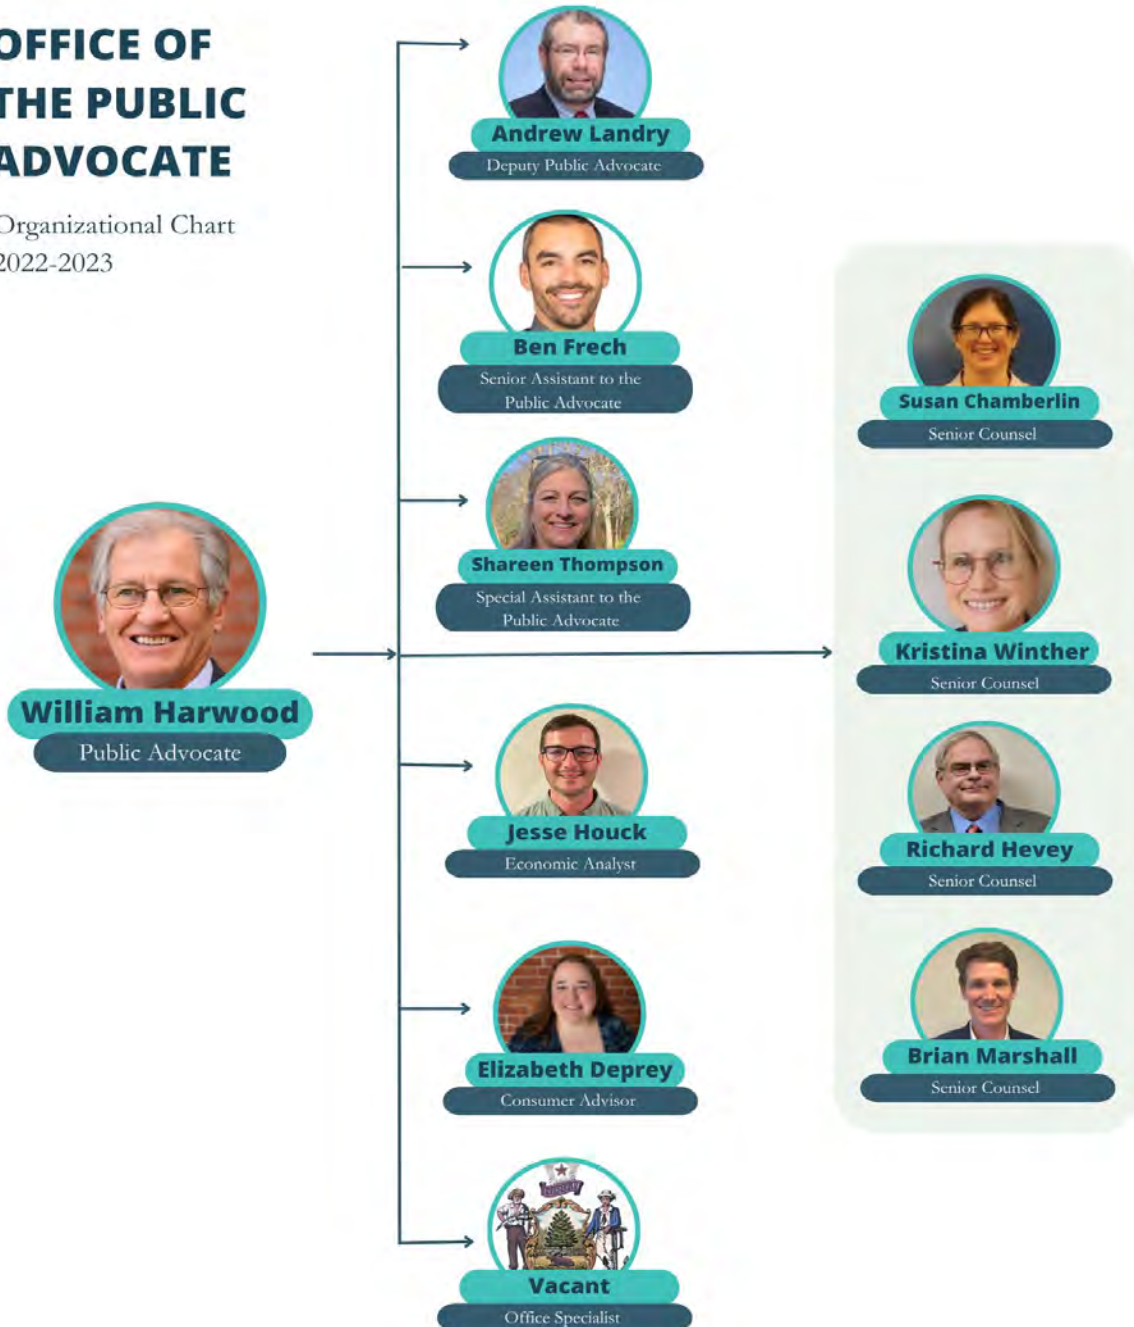 OFFICE OF
THE PUBLIC
ADVOCATE
Organizational Chart
2022-2023
William Harwood
Public Advocate
Andrew Landry
Deputy Public Advocate
Ben Frech
Senior Assistant to the
Public Advocate
Shareen Thompson
Special Assistant to the
Public Advocate
Jesse Houck
Economic Analyst
Elizabeth Deprey
Consumer Advisor
Vacant
Office Specialist
Susan Chamberlin
Senior Counsel
Kristina Winther
Senior Counsel
Richard Hevey
Senior Counsel
Brian Marshall
Senior Counsel